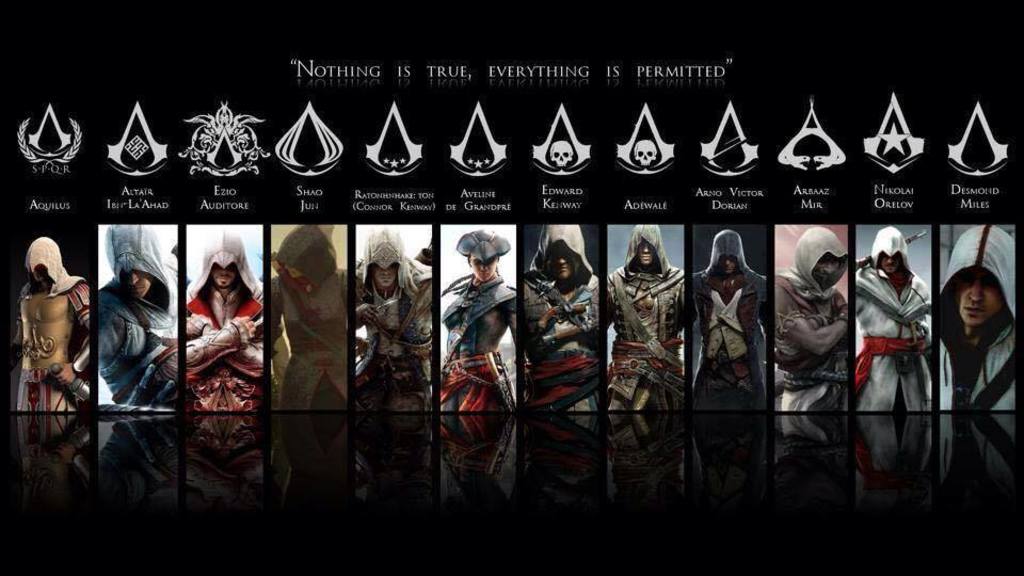 “NOTHING IS TRUE, EVERYTHING IS PERMITTED”
S·P·Q·R
AQUILUS
ALTAÏR
IBN-LA'AHAD
EZIO
AUDITORE
SHAO
JUN
RATONHNHAKE: TON
(CONNOR KENWAY)
AVELINE
DE GRANDPRÉ
EDWARD
KENWAY
ADÉWALÉ
ARNO VICTOR
DORIAN
ARBAAZ
MIR
NIKOLAI
ORELOV
DESMOND
MILES